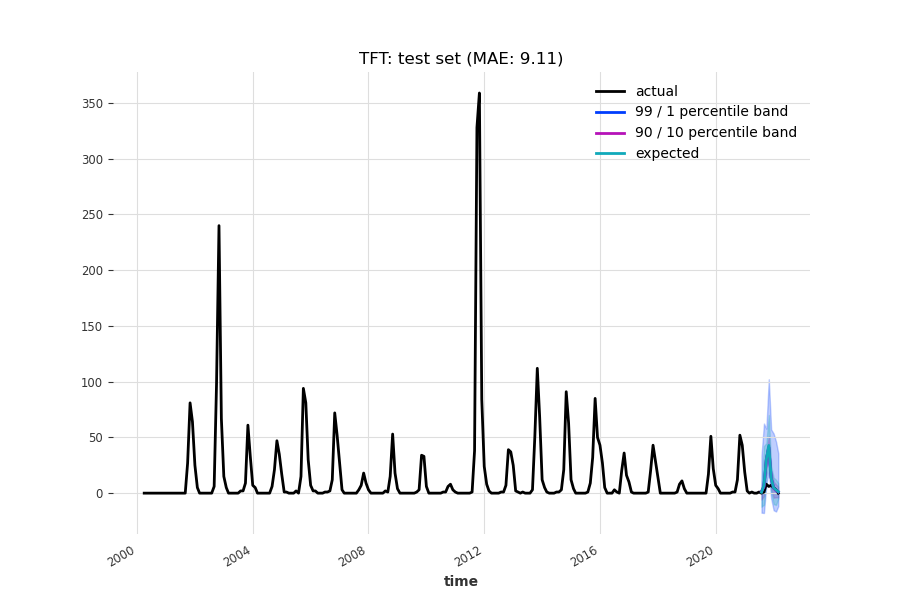 TFT: test set (MAE: 9.11)
actual
99 / 1 percentile band
90 / 10 percentile band
expected
350
300
250
200
150
100
50
0
2000
2004
2008
2012
2016
2020
time